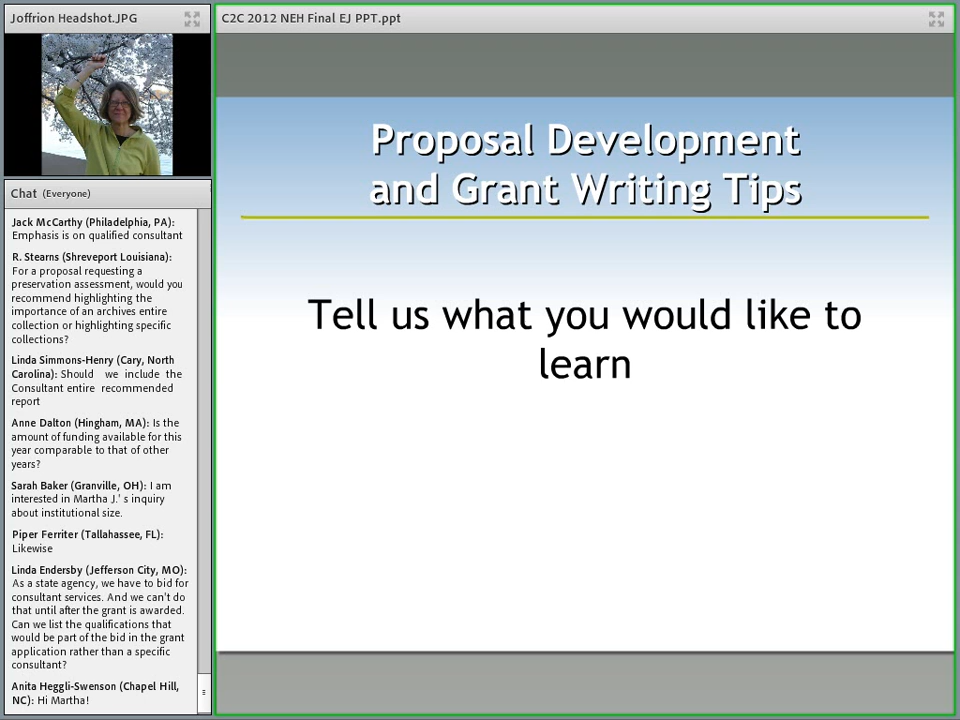 Joffrion Headshot.JPG
Chat (Everyone)
Jack McCarthy (Philadelphia, PA):
Emphasis is on qualified consultant
R. Stearns (Shreveport Louisiana):
For a proposal requesting a
preservation assessment, would you
recommend highlighting the
importance of an archives entire
collection or highlighting specific
collections?
Linda Simmons-Henry (Cary, North
Carolina): Should we include the
Consultant entire recommended
report
Anne Dalton (Hingham, MA): Is the
amount of funding available for this
year comparable to that of other
years?
Sarah Baker (Granville, OH): I am
interested in Martha J.' s inquiry
about institutional size.
Piper Ferriter (Tallahassee, FL):
Likewise
Linda Endersby (Jefferson City, MO):
As a state agency, we have to bid for
consultant services. And we can't do
that until after the grant is awarded.
Can we list the qualifications that
would be part of the bid in the grant
application rather than a specific
consultant?
Anita Heggli-Swenson (Chapel Hill,
NC): Hi Martha!
C2C 2012 NEH Final EJ PPT.ppt
Proposal Development
and Grant Writing Tips
Tell us what you would like to
learn